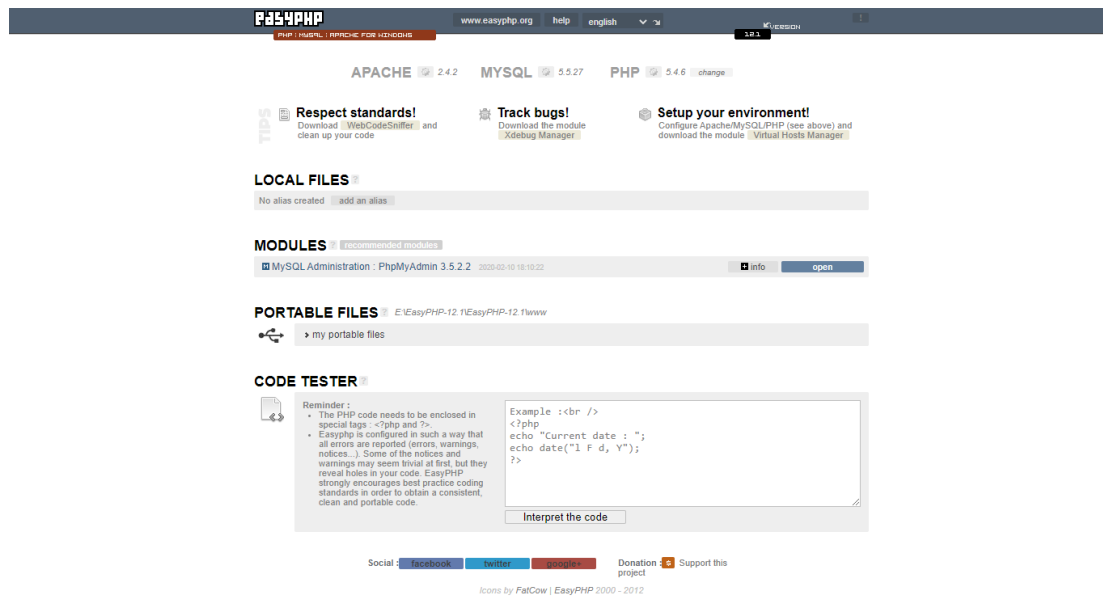 EASYPHP
www.easyphp.org help english
VERSION
PHP : MYSQL : APACHE FOR WINDOWS
12.1
APACHE 2.4.2 MYSQL 5.5.27 PHP 5.4.6 change
TIPS
Respect standards!
Download WebCodeSniffer and
clean up your code
Track bugs!
Download the module
Xdebug Manager
Setup your environment!
Configure Apache/MySQL/PHP (see above) and
download the module Virtual Hosts Manager
LOCAL FILES ?
No alias created add an alias
MODULES ? recommended modules
M MySQL Administration : PhpMyAdmin 3.5.2.2 2020-02-10 18:10:22 + info open
PORTABLE FILES ? E:\EasyPHP-12.1\EasyPHP-12.1\www
› my portable files
CODE TESTER ?
Reminder :
• The PHP code needs to be enclosed in
special tags : <?php and ?>.
• Easyphp is configured in such a way that
all errors are reported (errors, warnings,
notices...). Some of the notices and
warnings may seem trivial at first, but they
reveal holes in your code. EasyPHP
strongly encourages best practice coding
standards in order to obtain a consistent,
clean and portable code.
Example :<br />
<?php
echo "Current date : ";
echo date("l F d, Y");
?>
Interpret the code
Social : facebook twitter google+
Donation : $ Support this
project
Icons by FatCow | EasyPHP 2000 - 2012